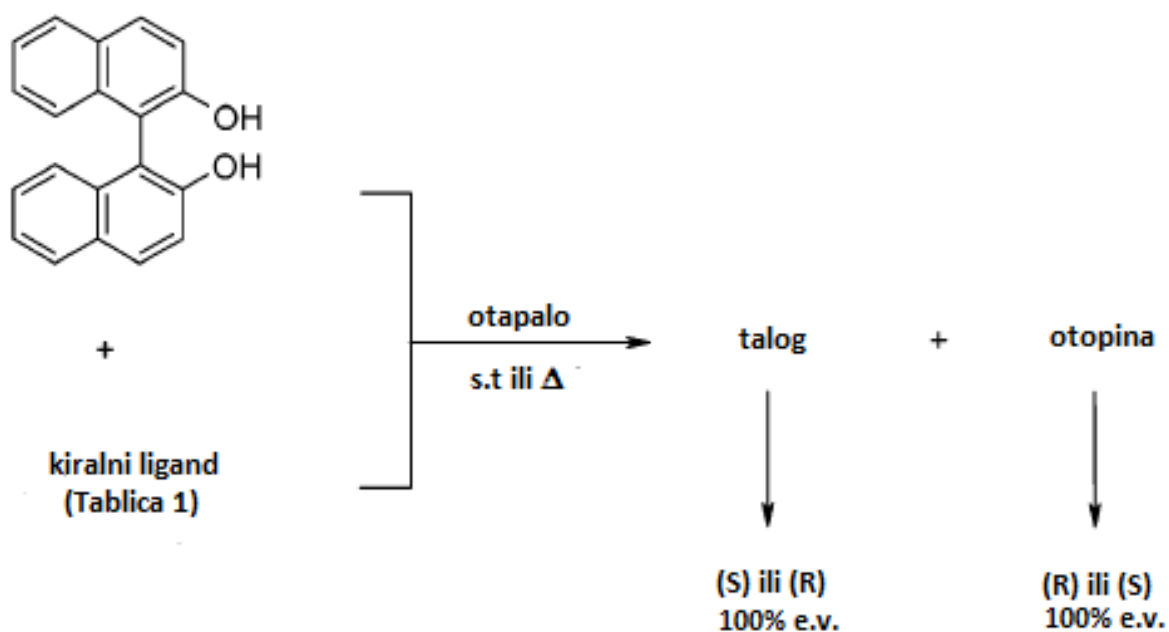 OH
OH
+
kiralni ligand
(Tablica 1)
otapalo
s.t ili Δ
talog
+
otopina
(S) ili (R)
100% e.v.
(R) ili (S)
100% e.v.